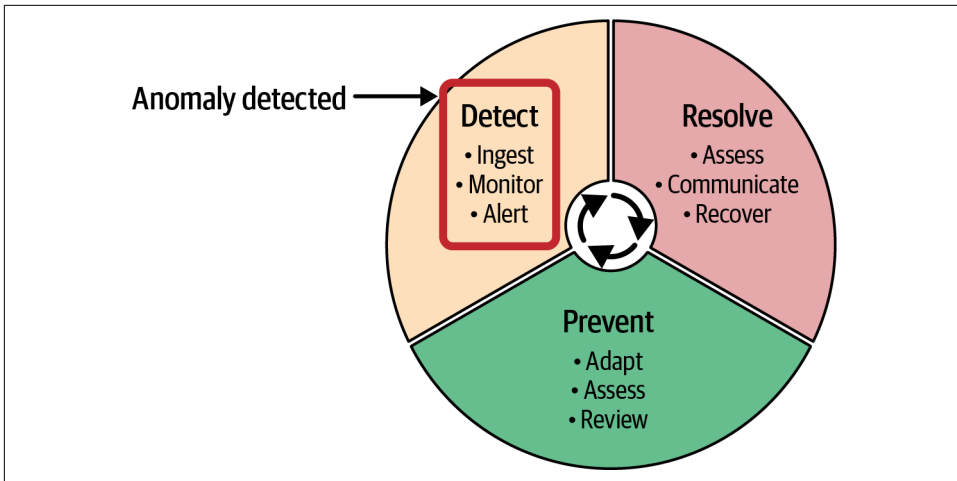 Anomaly detected
Detect
• Ingest
• Monitor
• Alert
Resolve
• Assess
• Communicate
• Recover
Prevent
• Adapt
• Assess
• Review